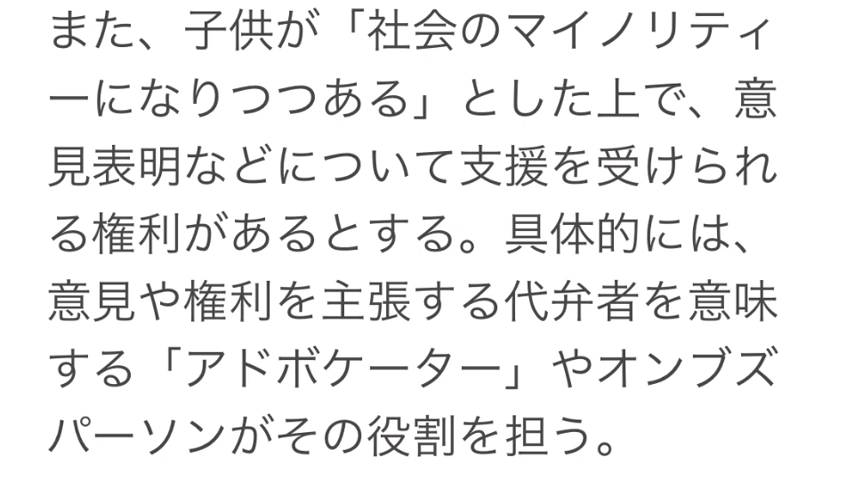 また、子供が「社会のマイノリティ
ーになりつつある」とした上で、意
見表明などについて支援を受けられ
る権利があるとする。具体的には、
意見や権利を主張する代弁者を意味
する「アドボケーター」やオンブズ
パーソンがその役割を担う。